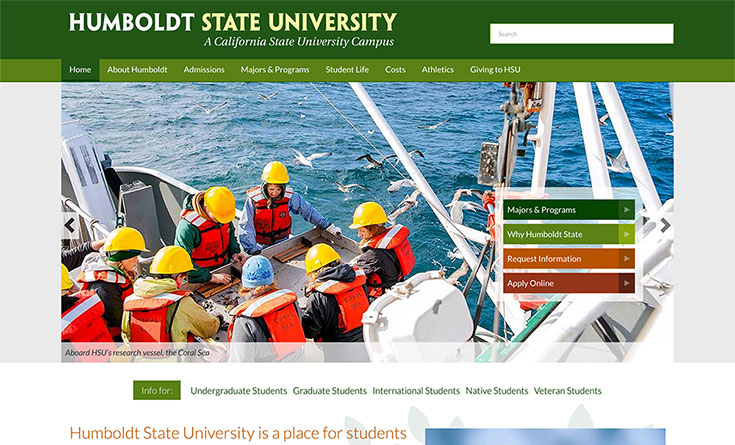 HUMBOLDT STATE UNIVERSITY
A California State University Campus
Search
Home About Humboldt Admissions Majors & Programs Student Life Costs Athletics Giving to HSU
Majors & Programs
Why Humboldt State
Request Information
Apply Online
Aboard HSU's research vessel, the Coral Sea
Info for: Undergraduate Students Graduate Students International Students Native Students Veteran Students
Humboldt State University is a place for students